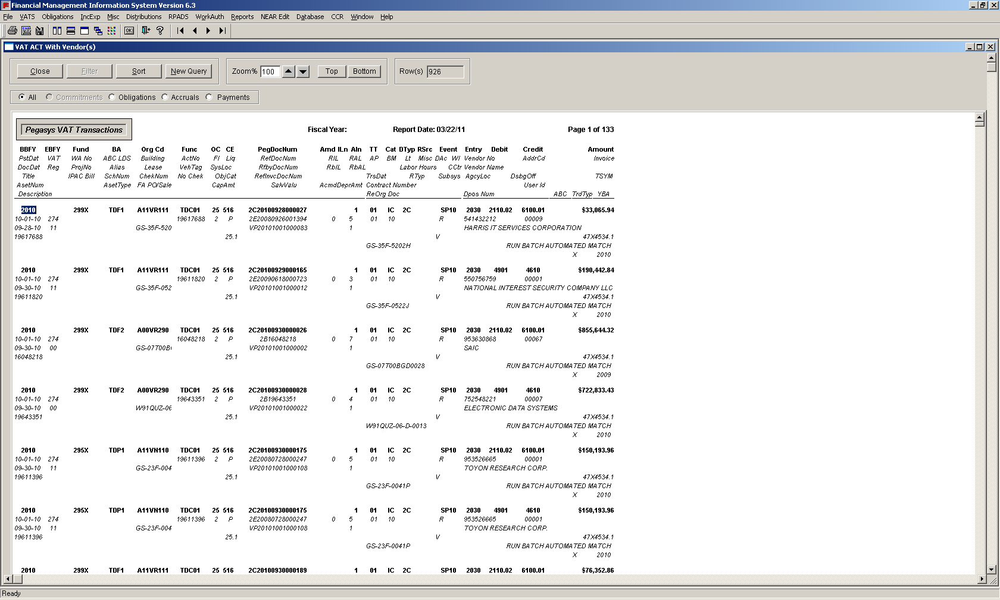 Financial Management Information System Version 6.3
File VATS Obligations IncExp Misc Distributions RPADS WorkAuth Reports NEAR Edit Database CCR Window Help
OK
VAT ACT With Vendor(s)
Close Filter Sort New Query Zoom% 100 Top Bottom Row(s) 926
All Commitments Obligations Accruals Payments
Pegasys VAT Transactions Fiscal Year: Report Date: 03/22/11 Page 1 of 133
BBFY EBFY Fund BA Org Cd Func OC CE PegDocNum Amd ILn Aln TT Cat DTyp RSrc Event Entry Debit Credit Amount
PstDat VAT WA No ABC LDS Building ActNo FI Liq RefDocNum RIL RAL AP BM Lt Misc DAc WI Vendor No AddrCd Invoice
DocDat Reg ProjNo Alias Lease VehTag SysLoc RfbyDocNum RbIL RbAL Labor Hours CCtr Vendor Name
Title IPAC Bill SchNum ChekNum No Chek ObjCat RefInvcDocNum TrsDat RTyp Subsys AgcyLoc DsbgOff TSYM
AsetNum AsetType FA PO/Sale CapAmt SalvValu AcmdDeprAmt Contract Number User Id
Description ReOrg Doc Dpos Num ABC TrdTyp YBA
2010 299X TDF1 A11VR111 TDC01 25 516 2C20100928000027 1 01 IC 2C SP10 2030 2110.02 6100.01 $33,065.94
10-01-10 274 19617688 2 P 2E20080926001394 0 5 01 10 R 541432212 00009
09-28-10 11 GS-35F-520 VP20101001000083 1 HARRIS IT SERVICES CORPORATION
19617688 25.1 V 47X4534.1
GS-35F-5202H RUN BATCH AUTOMATED MATCH
X 2010
2010 299X TDF1 A11VR111 TDC01 25 516 2C20100929000165 1 01 IC 2C SP10 2030 4901 4610 $190,442.84
10-01-10 274 19611820 2 P 2E20090618000723 0 3 01 10 R 550756759 00001
09-30-10 11 GS-35F-052 VP20101001000012 1 NATIONAL INTEREST SECURITY COMPANY LLC
19611820 25.1 V 47X4534.1
GS-35F-0522J RUN BATCH AUTOMATED MATCH
X 2010
2010 299X TDF2 A00VR290 TDC01 25 516 2C20100930000026 1 01 IC 2C SP10 2030 2110.02 6100.01 $855,644.32
10-01-10 274 16048218 2 P 2B16048218 0 7 01 10 R 953630868 00067
09-30-10 00 GS-07T00B VP20101001000002 1 SAIC
16048218 25.1 V 47X4534.1
GS-07T00BGD0028 RUN BATCH AUTOMATED MATCH
X 2009
2010 299X TDF2 A00VR290 TDC01 25 516 2C20100930000028 1 01 IC 2C SP10 2030 4901 4610 $722,833.43
10-01-10 274 19643351 2 P 2B19643351 0 4 01 10 R 752548221 00007
09-30-10 00 W91QUZ-06 VP20101001000022 1 ELECTRONIC DATA SYSTEMS
19643351 25.1 V 47X4534.1
W91QUZ-06-D-0013 RUN BATCH AUTOMATED MATCH
X 2010
2010 295X TDP1 A11VN110 TDC01 25 516 2C20100930000175 1 01 IC 2C SP10 2030 2110.02 6100.01 $150,193.96
10-01-10 274 19611396 2 P 2E20080728000247 0 5 01 10 R 953526665 00001
09-30-10 11 GS-23F-004 VP20101001000108 1 TOYON RESEARCH CORP.
19611396 25.1 V 47X4534.1
GS-23F-0041P RUN BATCH AUTOMATED MATCH
X 2010
2010 295X TDP1 A11VN110 TDC01 25 516 2C20100930000175 1 01 IC 2C SP10 2030 4901 4610 $150,193.96
10-01-10 274 19611396 2 P 2E20080728000247 0 5 01 10 R 953526665 00001
09-30-10 11 GS-23F-004 VP20101001000108 1 TOYON RESEARCH CORP.
19611396 25.1 V 47X4534.1
GS-23F-0041P RUN BATCH AUTOMATED MATCH
X 2010
2010 299X TDF1 A11VR111 TDC01 25 516 2C20100930000189 1 01 IC 2C SP10 2030 2110.02 6100.01 $76,352.86
Ready